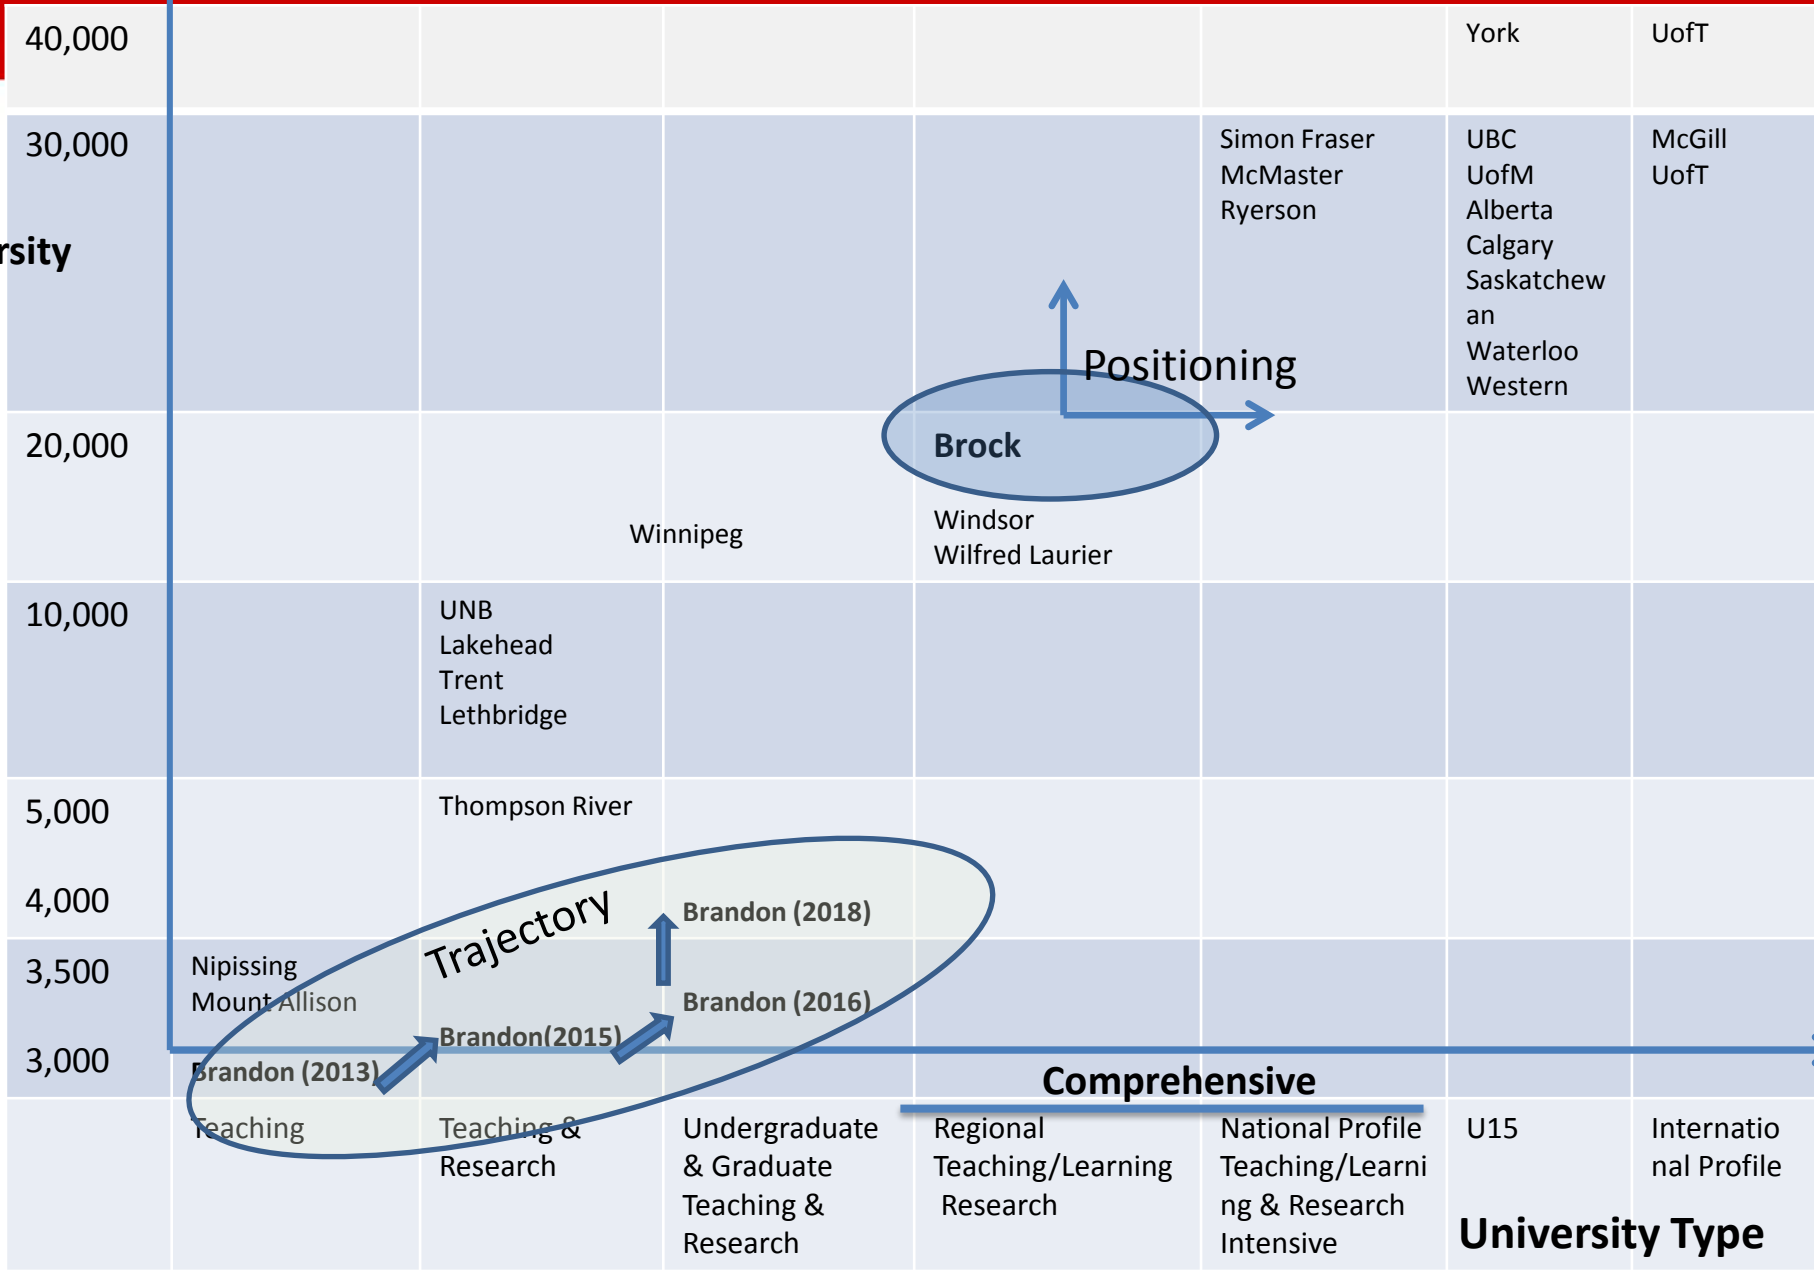 40,000
York
UofT
30,000
Simon Fraser
McMaster
Ryerson
UBC
UofM
Alberta
Calgary
Saskatchew
an
Waterloo
Western
McGill
UofT
rsity
Positioning
20,000
Brock
Winnipeg
Windsor
Wilfred Laurier
10,000
UNB
Lakehead
Trent
Lethbridge
5,000
Thompson River
4,000
Trajectory
Brandon (2018)
3,500
Nipissing
Mount Allison
Brandon (2016)
Brandon(2015)
3,000
Brandon (2013)
Comprehensive
Teaching
Teaching &
Research
Undergraduate
& Graduate
Teaching &
Research
Regional
Teaching/Learning
Research
National Profile
Teaching/Learni
ng & Research
Intensive
U15
Internatio
nal Profile
University Type